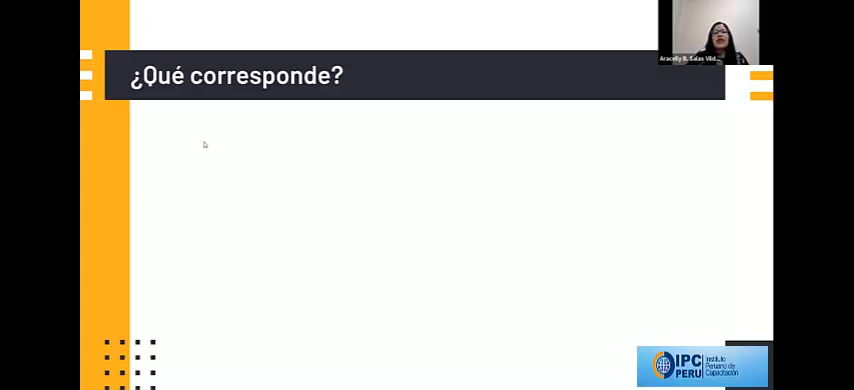 ¿Qué corresponde?
Aracelly B. Salas Vild...
IPC
PERU
Instituto
Peruano de
Capacitación